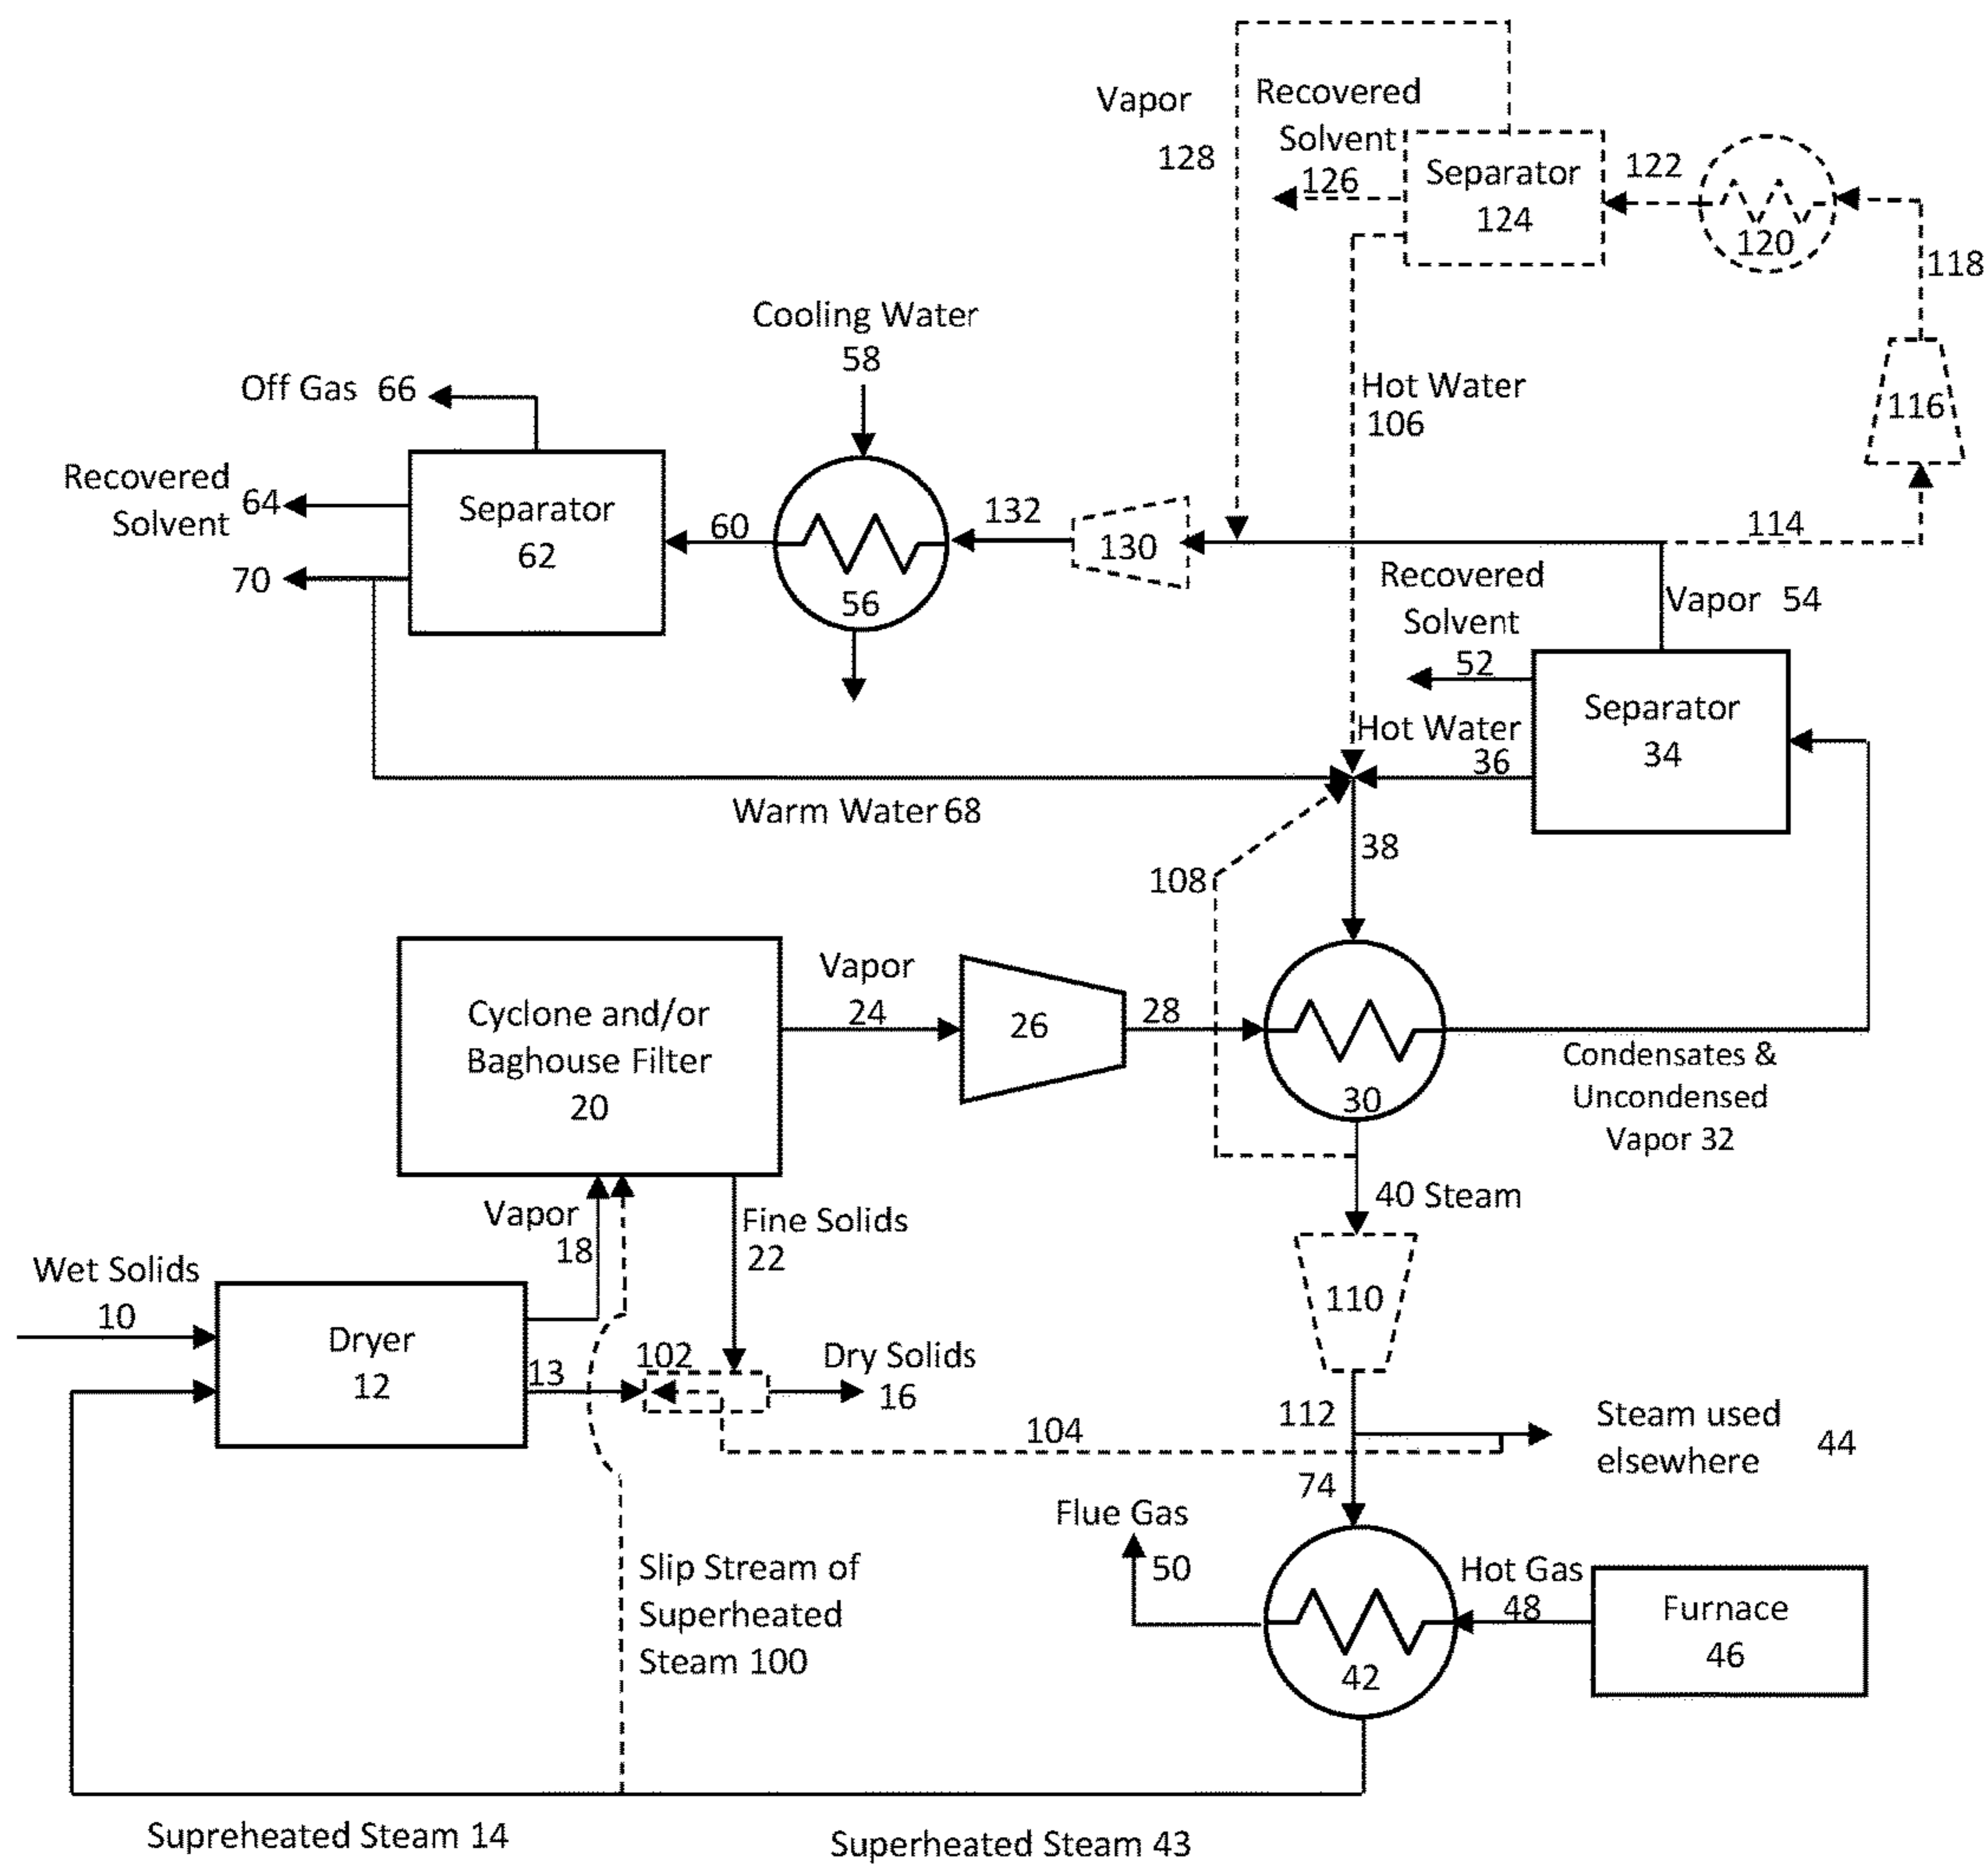 Vapor
128
Recovered
Solvent
126
Separator
124
122
120
118
116
Hot Water
106
Cooling Water
58
Off Gas 66
Recovered
Solvent
64
70
Separator
62
60
56
132
130
114
Vapor 54
Recovered
Solvent
52
Hot Water
36
Separator
34
Warm Water 68
38
108
Cyclone and/or
Baghouse Filter
20
Vapor
24
26
28
30
Condensates &
Uncondensed
Vapor 32
40 Steam
110
Vapor
18
Fine Solids
22
Wet Solids
10
Dryer
12
13
102
Dry Solids
16
104
112
Steam used
elsewhere
44
74
Flue Gas
50
Hot Gas
48
Furnace
46
42
Slip Stream of
Superheated
Steam 100
Supreheated Steam 14
Superheated Steam 43